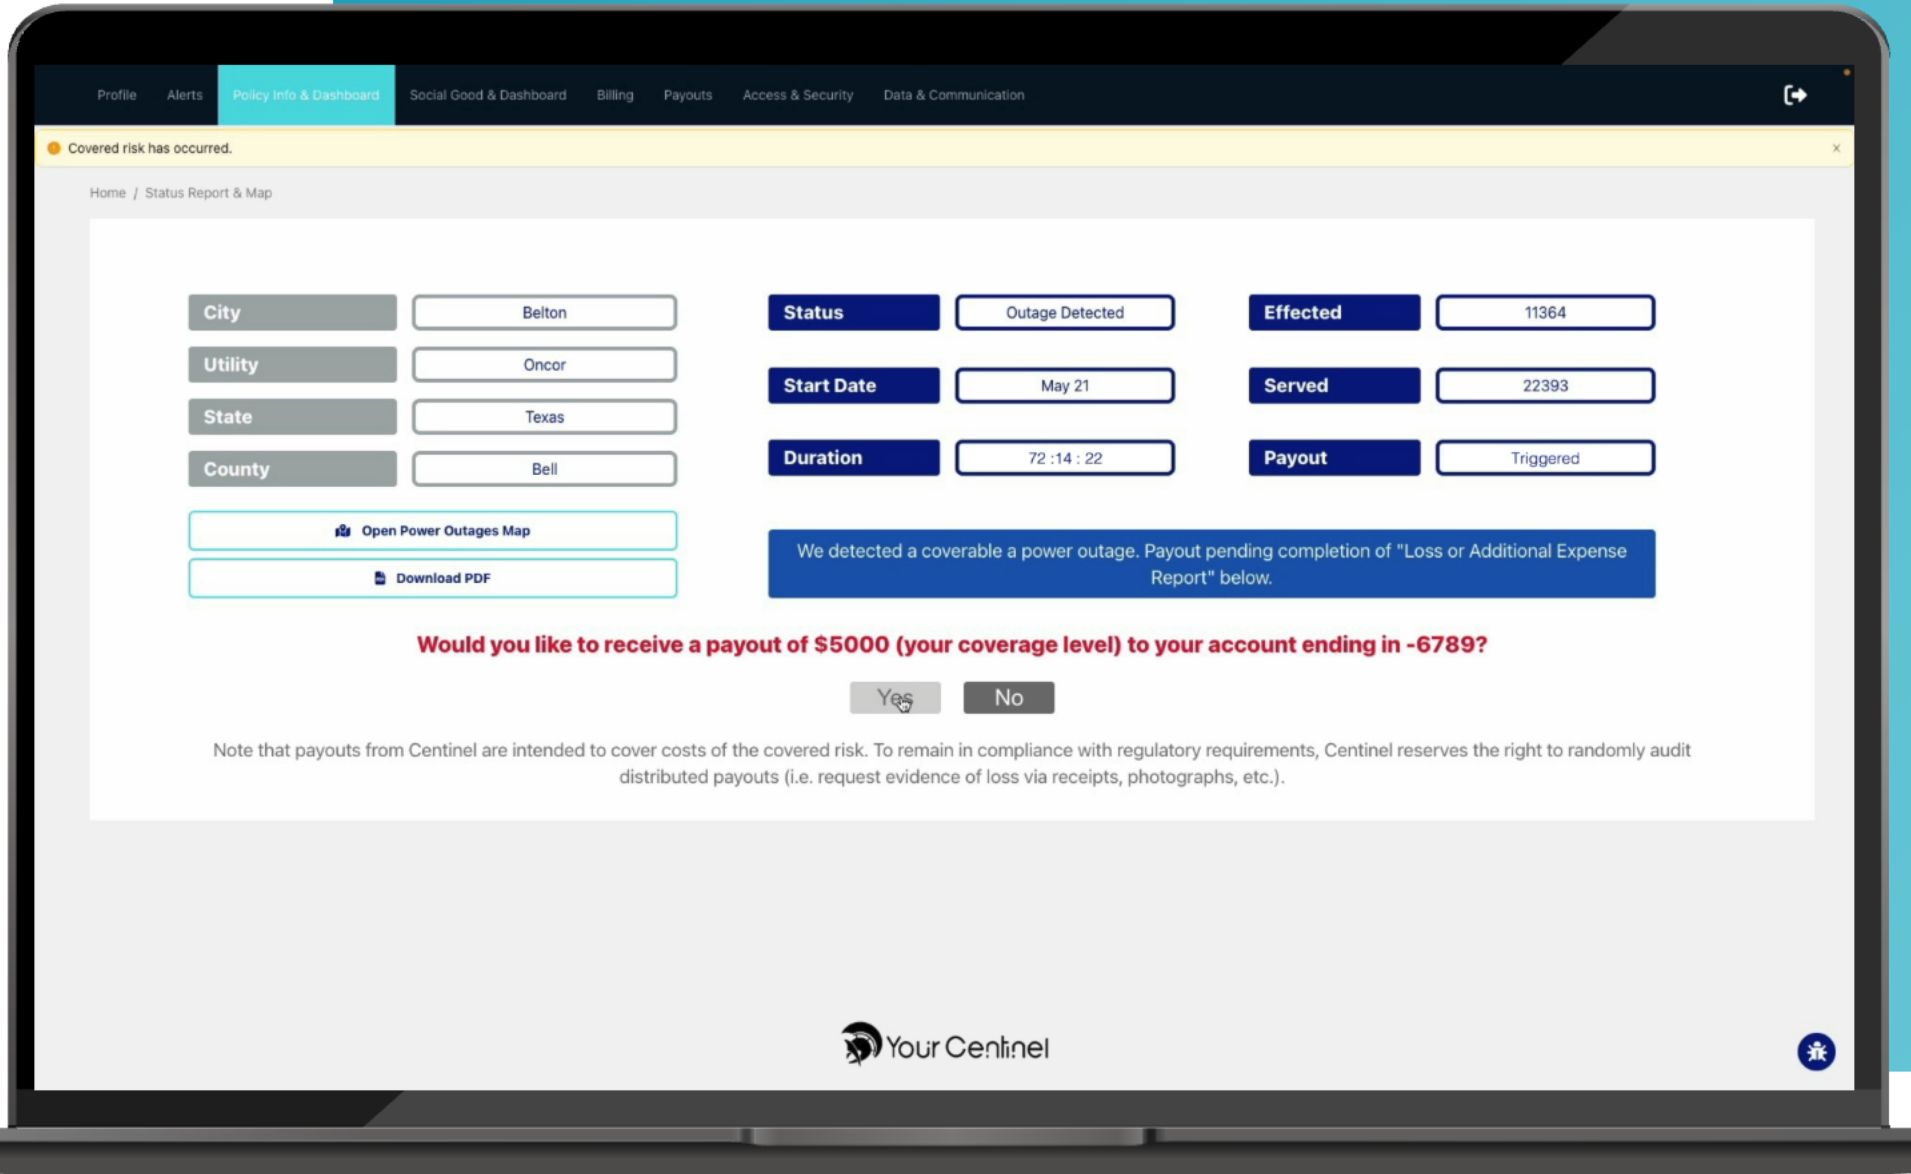 Profile Alerts Policy Info & Dashboard Social Good & Dashboard Billing Payouts Access & Security Data & Communication
Covered risk has occurred.
Home / Status Report & Map
City Belton
Utility Oncor
State Texas
County Bell
Open Power Outages Map
Download PDF
Status Outage Detected
Start Date May 21
Duration 72 :14 : 22
Effected 11364
Served 22393
Payout Triggered
We detected a coverable a power outage. Payout pending completion of "Loss or Additional Expense
Report" below.
Would you like to receive a payout of $5000 (your coverage level) to your account ending in -6789?
Yes No
Note that payouts from Centinel are intended to cover costs of the covered risk. To remain in compliance with regulatory requirements, Centinel reserves the right to randomly audit
distributed payouts (i.e. request evidence of loss via receipts, photographs, etc.).
Your Centinel